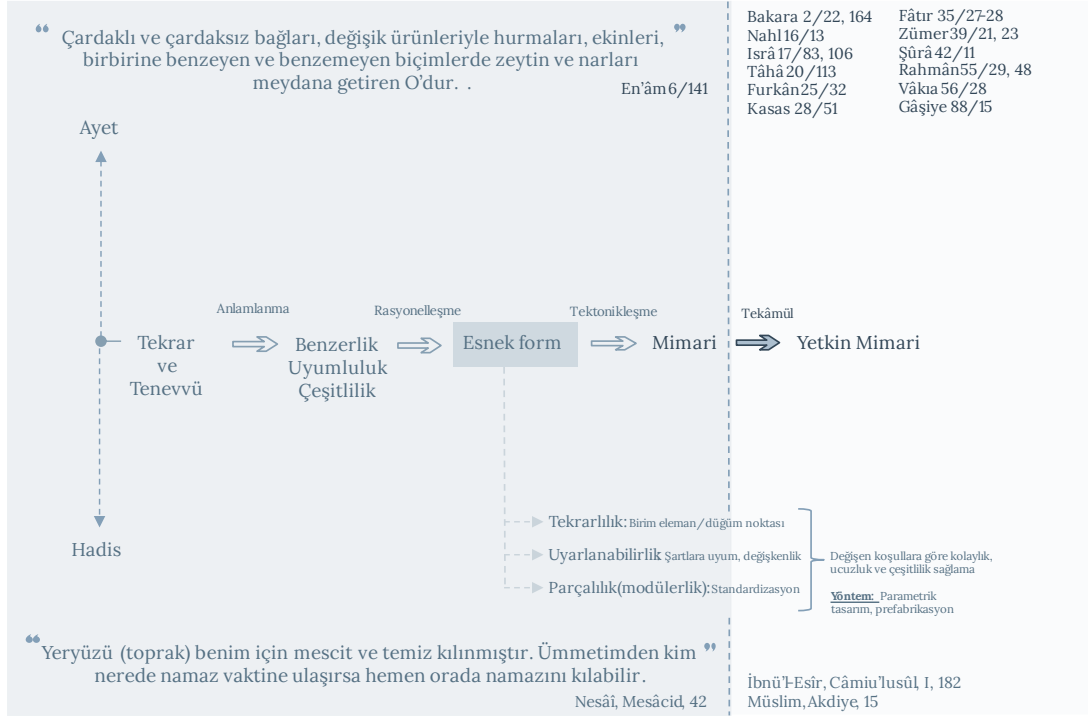 ❝ Çardaklı ve çardaksız bağları, değişik ürünleriyle hurmaları, ekinleri, ❞
birbirine benzeyen ve benzemeyen biçimlerde zeytin ve narları
meydana getiren O’dur. .
En’âm 6/141
Bakara 2/22, 164
Nahl 16/13
Isrâ 17/83, 106
Tâhâ 20/113
Furkân 25/32
Kasas 28/51
Fâtır 35/27-28
Zümer 39/21, 23
Şûrâ 42/11
Rahmân 55/29, 48
Vâkıa 56/28
Gâşiye 88/15
Ayet
Anlamlanma
Rasyonelleşme
Tektonikleşme
Tekâmül
Tekrar
ve
Tenevvü
Benzerlik
Uyumluluk
Çeşitlilik
Esnek form
Mimari
Yetkin Mimari
Hadis
Tekrarlılık: Birim eleman/düğüm noktası
Uyarlanabilirlik Şartlara uyum, değişkenlik
Parçalılık(modülerlik): Standardizasyon
Değişen koşullara göre kolaylık,
ucuzluk ve çeşitlilik sağlama
Yöntem: Parametrik
tasarım, prefabrikasyon
❝ Yeryüzü (toprak) benim için mescit ve temiz kılınmıştır. Ümmetimden kim ❞
nerede namaz vaktine ulaşırsa hemen orada namazını kılabilir.
Nesâî, Mesâcid, 42
İbnü’l-Esîr, Câmiu’lusûl, I, 182
Müslim, Akdiye, 15